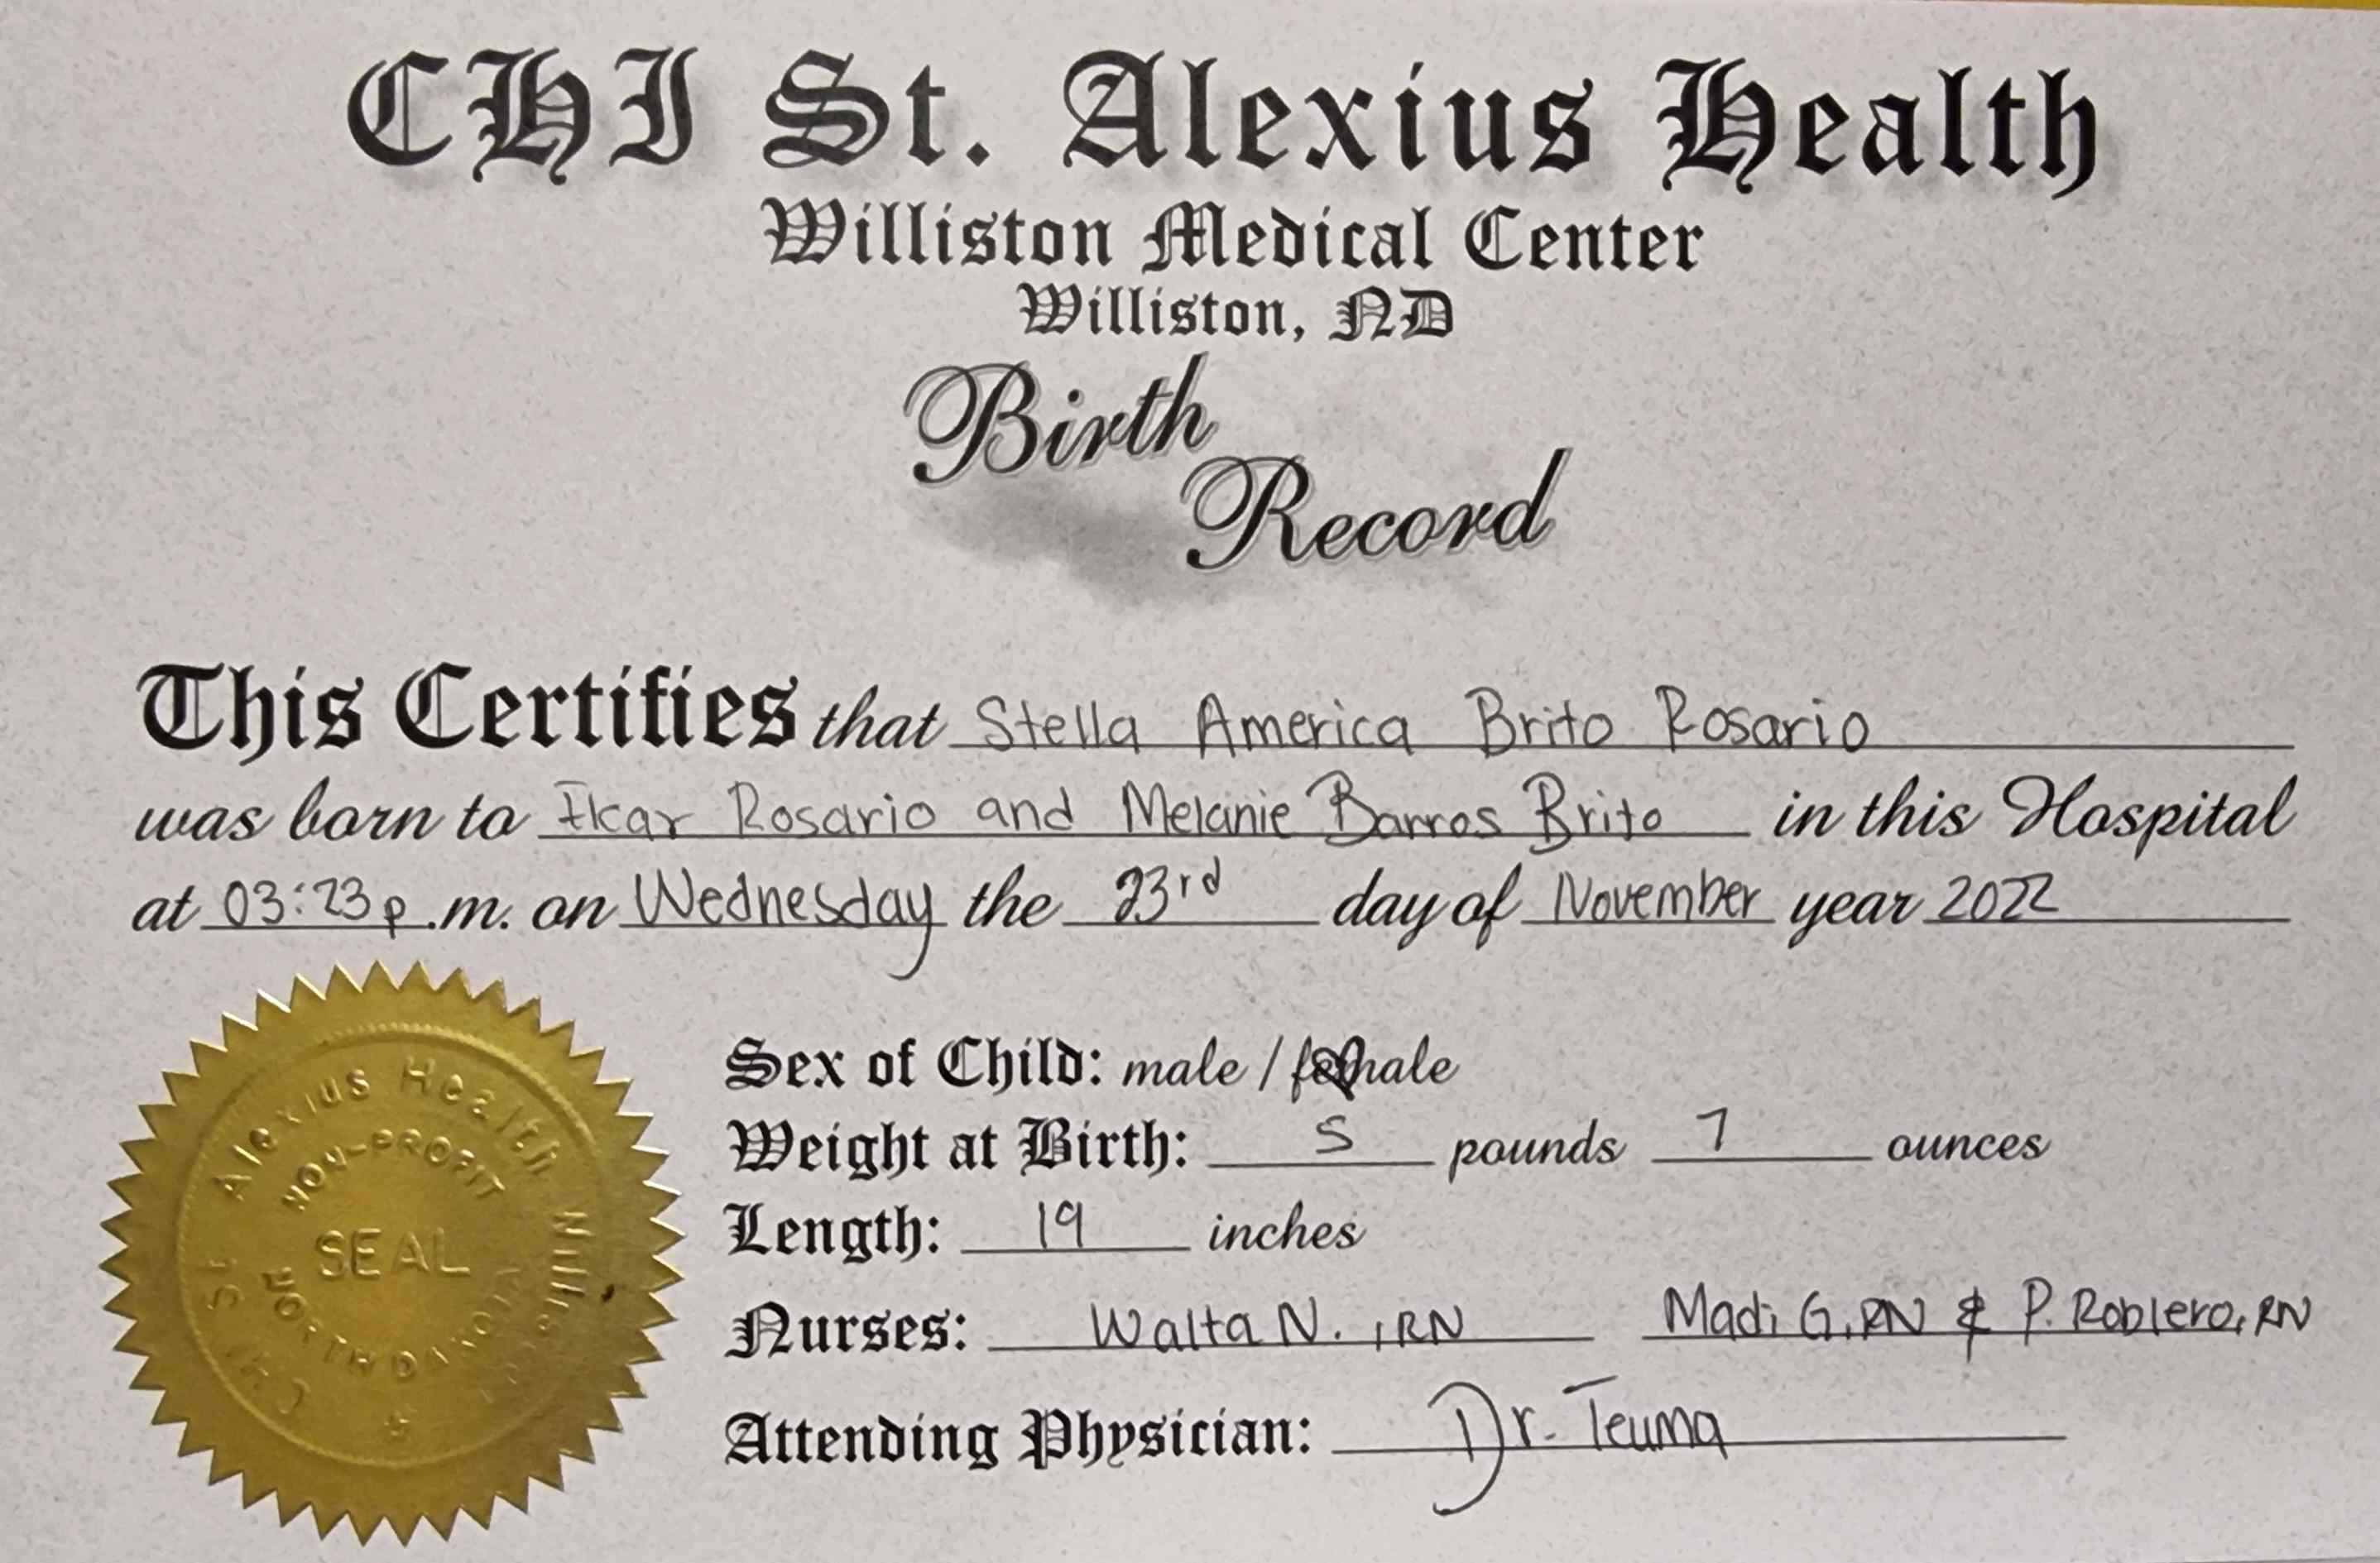 CHI St. Alexius Health
Williston Medical Center
Williston, ND
Birth
Record
This Certifies that Stella America Brito Rosario
was born to Ikar Rosario and Melanie Barros Brito in this Hospital
at 03:23 p.m. on Wednesday the 23rd day of November year 2022
Sex of Child: male / female
Weight at Birth: 5 pounds 7 ounces
Length: 19 inches
Nurses: Walta N., RN Madi G, RN & P. Roblero, RN
Attending Physician: Dr. Teuma
CHI St Alexius Health Williston
NON-PROFIT
SEAL
NORTH DAKOTA